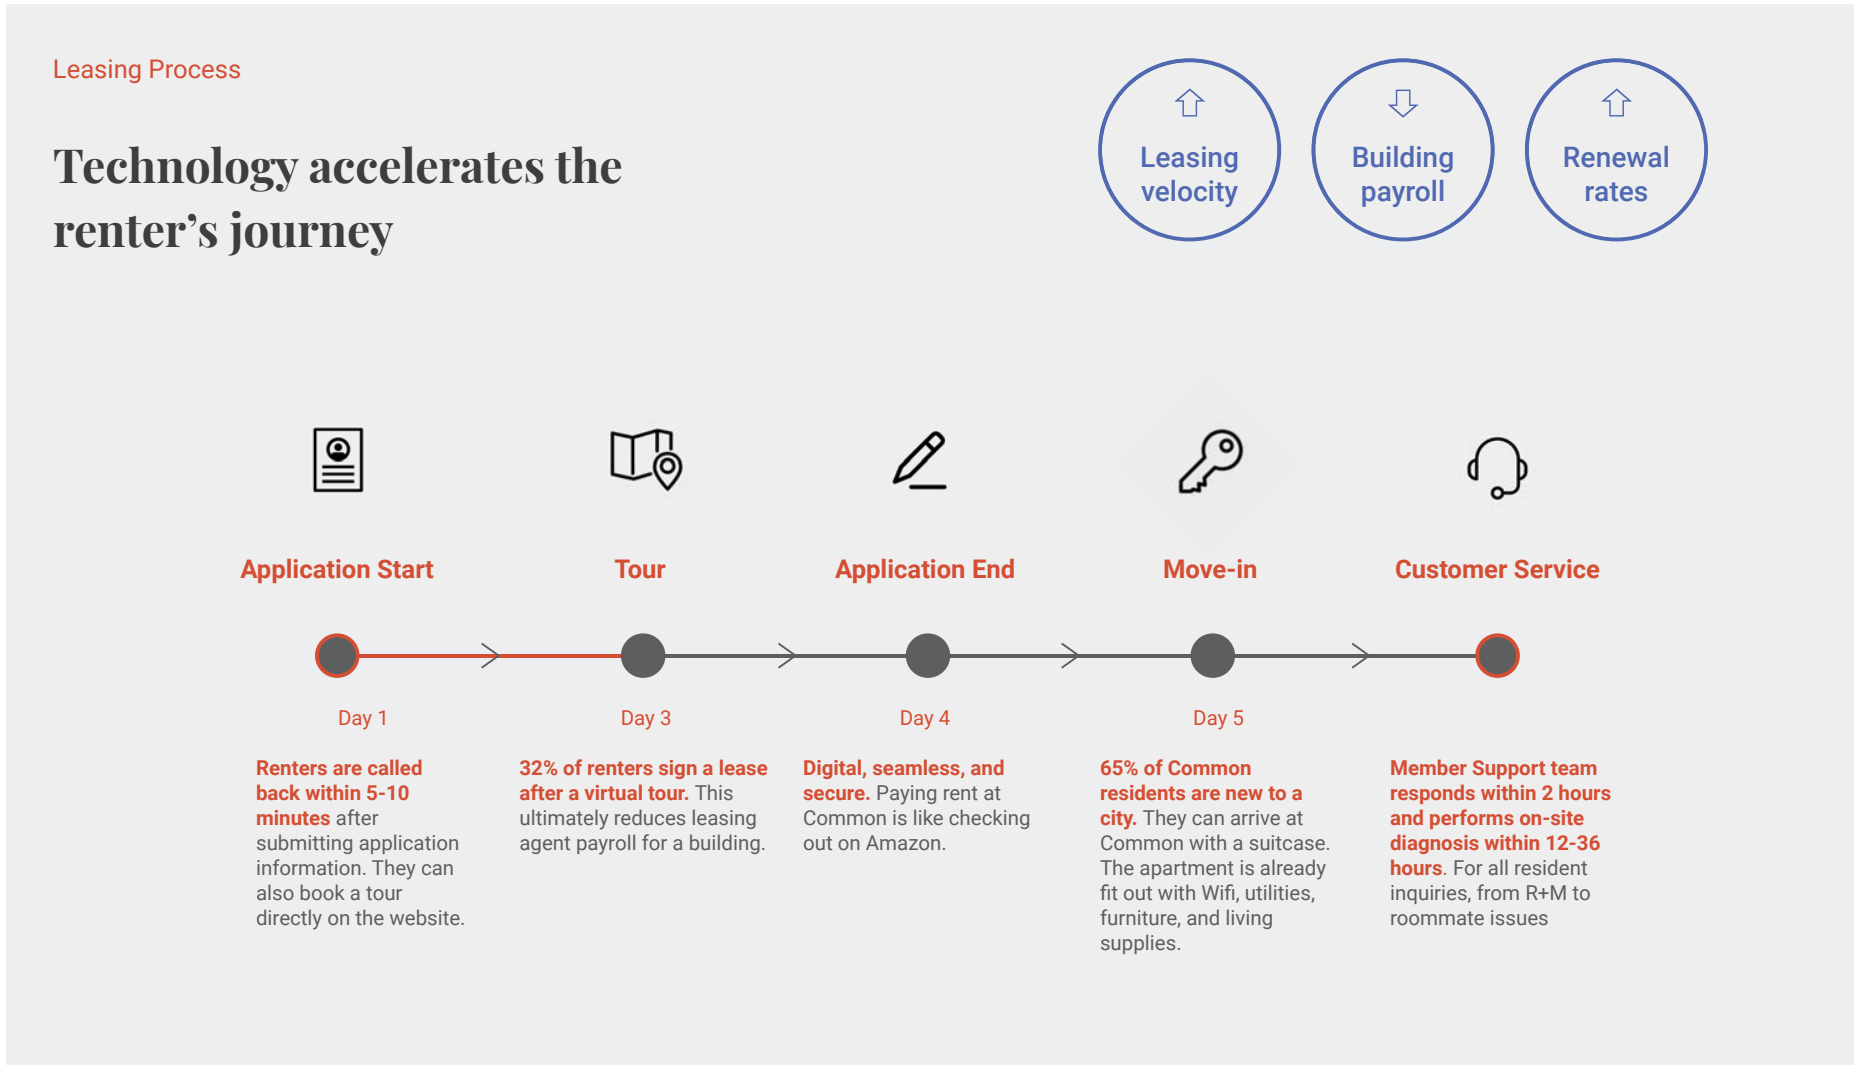 Leasing Process
Technology accelerates the
renter’s journey
Leasing
velocity
Building
payroll
Renewal
rates
Application Start
Tour
Application End
Move-in
Customer Service
Day 1
Day 3
Day 4
Day 5
Renters are called
back within 5-10
minutes after
submitting application
information. They can
also book a tour
directly on the website.
32% of renters sign a lease
after a virtual tour. This
ultimately reduces leasing
agent payroll for a building.
Digital, seamless, and
secure. Paying rent at
Common is like checking
out on Amazon.
65% of Common
residents are new to a
city. They can arrive at
Common with a suitcase.
The apartment is already
fit out with Wifi, utilities,
furniture, and living
supplies.
Member Support team
responds within 2 hours
and performs on-site
diagnosis within 12-36
hours. For all resident
inquiries, from R+M to
roommate issues